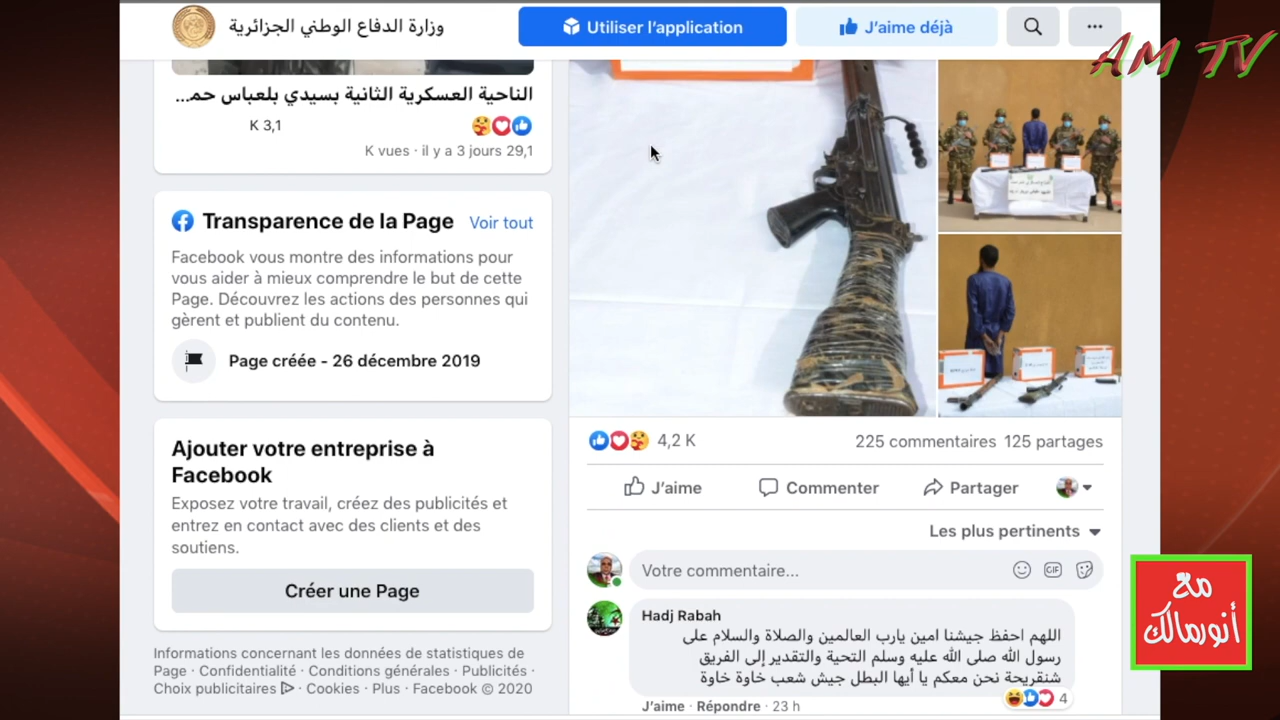 وزارة الدفاع الوطني الجزائرية
Utiliser l'application
J'aime déjà
AM TV
الناحية العسكرية الثانية بسيدي بلعباس حمـ...
K 3,1
K vues · il y a 3 jours 29,1
Transparence de la Page
Voir tout
Facebook vous montre des informations pour
vous aider à mieux comprendre le but de cette
Page. Découvrez les actions des personnes qui
gèrent et publient du contenu.
Page créée - 26 décembre 2019
Ajouter votre entreprise à
Facebook
Exposez votre travail, créez des publicités et
entrez en contact avec des clients et des
soutiens.
Créer une Page
Informations concernant les données de statistiques de
Page · Confidentialité · Conditions générales · Publicités ·
Choix publicitaires · Cookies · Plus · Facebook © 2020
4,2 K
225 commentaires 125 partages
J'aime
Commenter
Partager
Les plus pertinents
Votre commentaire...
GIF
Hadj Rabah
اللهم احفظ جيشنا امين يارب العالمين والصلاة والسلام على
رسول الله صلى الله عليه وسلم التحية والتقدير إلى الفريق
شنقريحة نحن معكم يا أيها البطل جيش شعب خاوة خاوة
4
J'aime · Répondre · 23 h
مع
أنورمالك